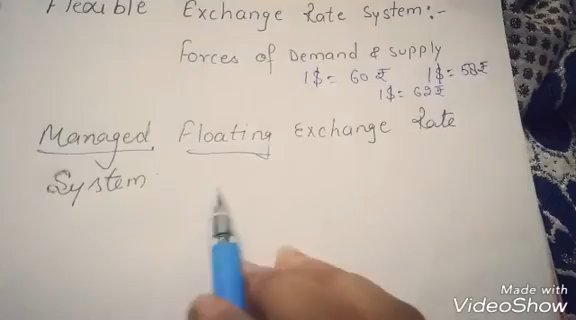 Flexible Exchange Rate System:-
Forces of Demand & Supply
1$= 60₹ 1$= 58₹
1$= 62₹
Managed Floating Exchange Rate
System
Made with
VideoShow